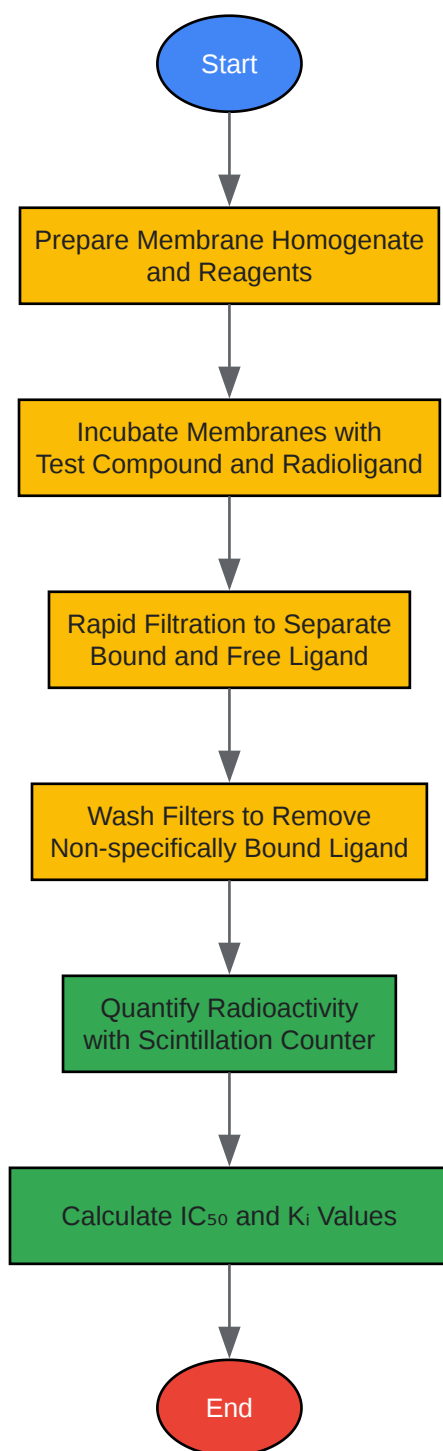 Start
Prepare Membrane Homogenate
and Reagents
Incubate Membranes with
Test Compound and Radioligand
Rapid Filtration to Separate
Bound and Free Ligand
Wash Filters to Remove
Non-specifically Bound Ligand
Quantify Radioactivity
with Scintillation Counter
Calculate IC₅₀ and Kᵢ Values
End